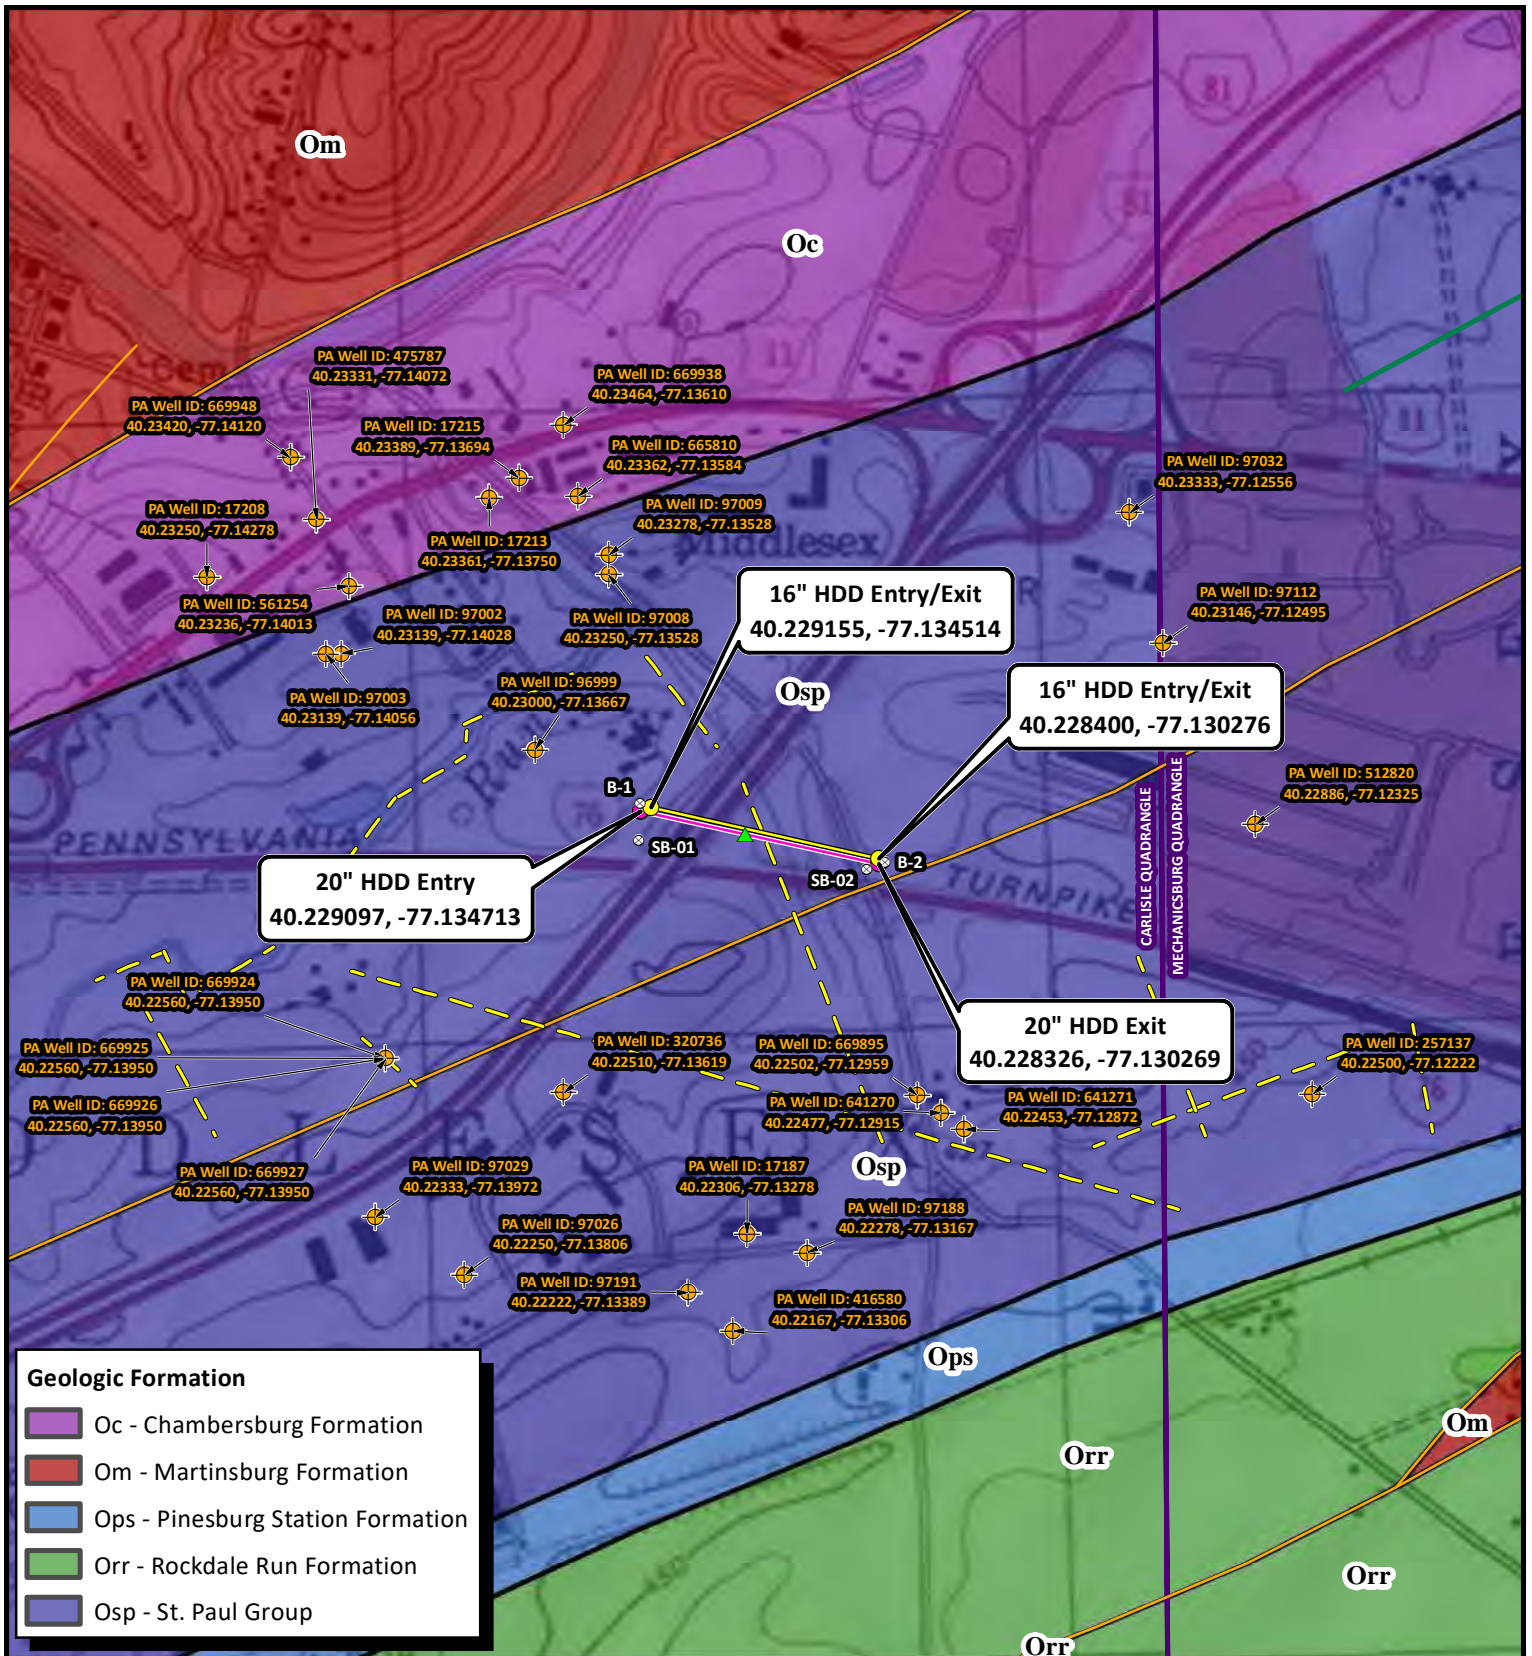 Om
81
Oc
81
11
11
PA Well ID: 475787
40.23331, -77.14072
PA Well ID: 669938
40.23464, -77.13610
PA Well ID: 669948
40.23420, -77.14120
PA Well ID: 17215
40.23389, -77.13694
PA Well ID: 665810
40.23362, -77.13584
PA Well ID: 97032
40.23333, -77.12556
PA Well ID: 17208
40.23250, -77.14278
PA Well ID: 97009
40.23278, -77.13528
Middlesex
PA Well ID: 17213
40.23361, -77.13750
PA Well ID: 561254
40.23236, -77.14013
PA Well ID: 97002
40.23139, -77.14028
PA Well ID: 97008
40.23250, -77.13528
16" HDD Entry/Exit
40.229155, -77.134514
PA Well ID: 97112
40.23146, -77.12495
PA Well ID: 97003
40.23139, -77.14056
PA Well ID: 96999
40.23000, -77.13667
Osp
16" HDD Entry/Exit
40.228400, -77.130276
Run
B-1
SB-01
PENNSYLVANIA
TURNPIKE
B-2
SB-02
CARLISLE QUADRANGLE
MECHANICSBURG QUADRANGLE
PA Well ID: 512820
40.22886, -77.12325
20" HDD Entry
40.229097, -77.134713
PA Well ID: 669924
40.22560, -77.13950
PA Well ID: 669925
40.22560, -77.13950
PA Well ID: 669926
40.22560, -77.13950
PA Well ID: 669927
40.22560, -77.13950
PA Well ID: 320736
40.22510, -77.13619
PA Well ID: 669895
40.22502, -77.12959
20" HDD Exit
40.228326, -77.130269
PA Well ID: 257137
40.22500, -77.12222
PA Well ID: 641270
40.22477, -77.12915
PA Well ID: 641271
40.22453, -77.12872
D L E S E
PA Well ID: 97029
40.22333, -77.13972
PA Well ID: 17187
40.22306, -77.13278
Osp
PA Well ID: 97188
40.22278, -77.13167
PA Well ID: 97026
40.22250, -77.13806
PA Well ID: 97191
40.22222, -77.13389
PA Well ID: 416580
40.22167, -77.13306
Ops
Om
Orr
Orr
Orr
Geologic Formation
Oc - Chambersburg Formation
Om - Martinsburg Formation
Ops - Pinesburg Station Formation
Orr - Rockdale Run Formation
Osp - St. Paul Group